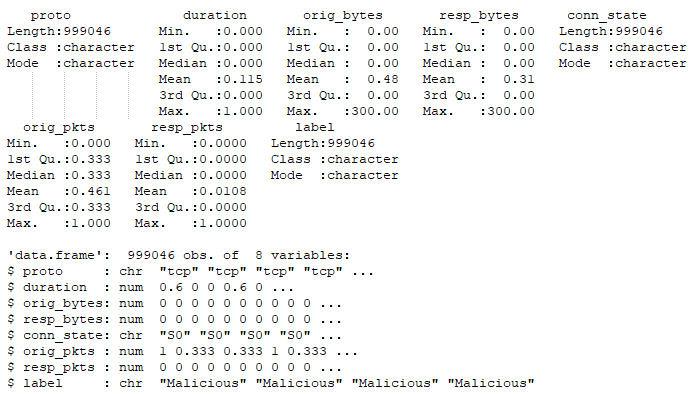 proto              duration       orig_bytes       resp_bytes      conn_state
Length:999046      Min.   :0.000   Min.   :  0.00   Min.   :  0.00   Length:999046
Class :character   1st Qu.:0.000   1st Qu.:  0.00   1st Qu.:  0.00   Class :character
Mode  :character   Median :0.000   Median :  0.00   Median :  0.00   Mode  :character
                   Mean   :0.115   Mean   :  0.48   Mean   :  0.31
                   3rd Qu.:0.000   3rd Qu.:  0.00   3rd Qu.:  0.00
                   Max.   :1.000   Max.   :300.00   Max.   :300.00
  orig_pkts       resp_pkts         label
Min.   :0.000   Min.   :0.0000   Length:999046
1st Qu.:0.333   1st Qu.:0.0000   Class :character
Median :0.333   Median :0.0000   Mode  :character
Mean   :0.461   Mean   :0.0108
3rd Qu.:0.333   3rd Qu.:0.0000
Max.   :1.000   Max.   :1.0000
'data.frame':  999046 obs. of  8 variables:
$ proto     : chr  "tcp" "tcp" "tcp" "tcp" ...
$ duration  : num  0.6 0 0 0.6 0 ...
$ orig_bytes: num  0 0 0 0 0 0 0 0 0 0 ...
$ resp_bytes: num  0 0 0 0 0 0 0 0 0 0 ...
$ conn_state: chr  "S0" "S0" "S0" "S0" ...
$ orig_pkts : num  1 0.333 0.333 1 0.333 ...
$ resp_pkts : num  0 0 0 0 0 0 0 0 0 0 ...
$ label     : chr  "Malicious" "Malicious" "Malicious" "Malicious"